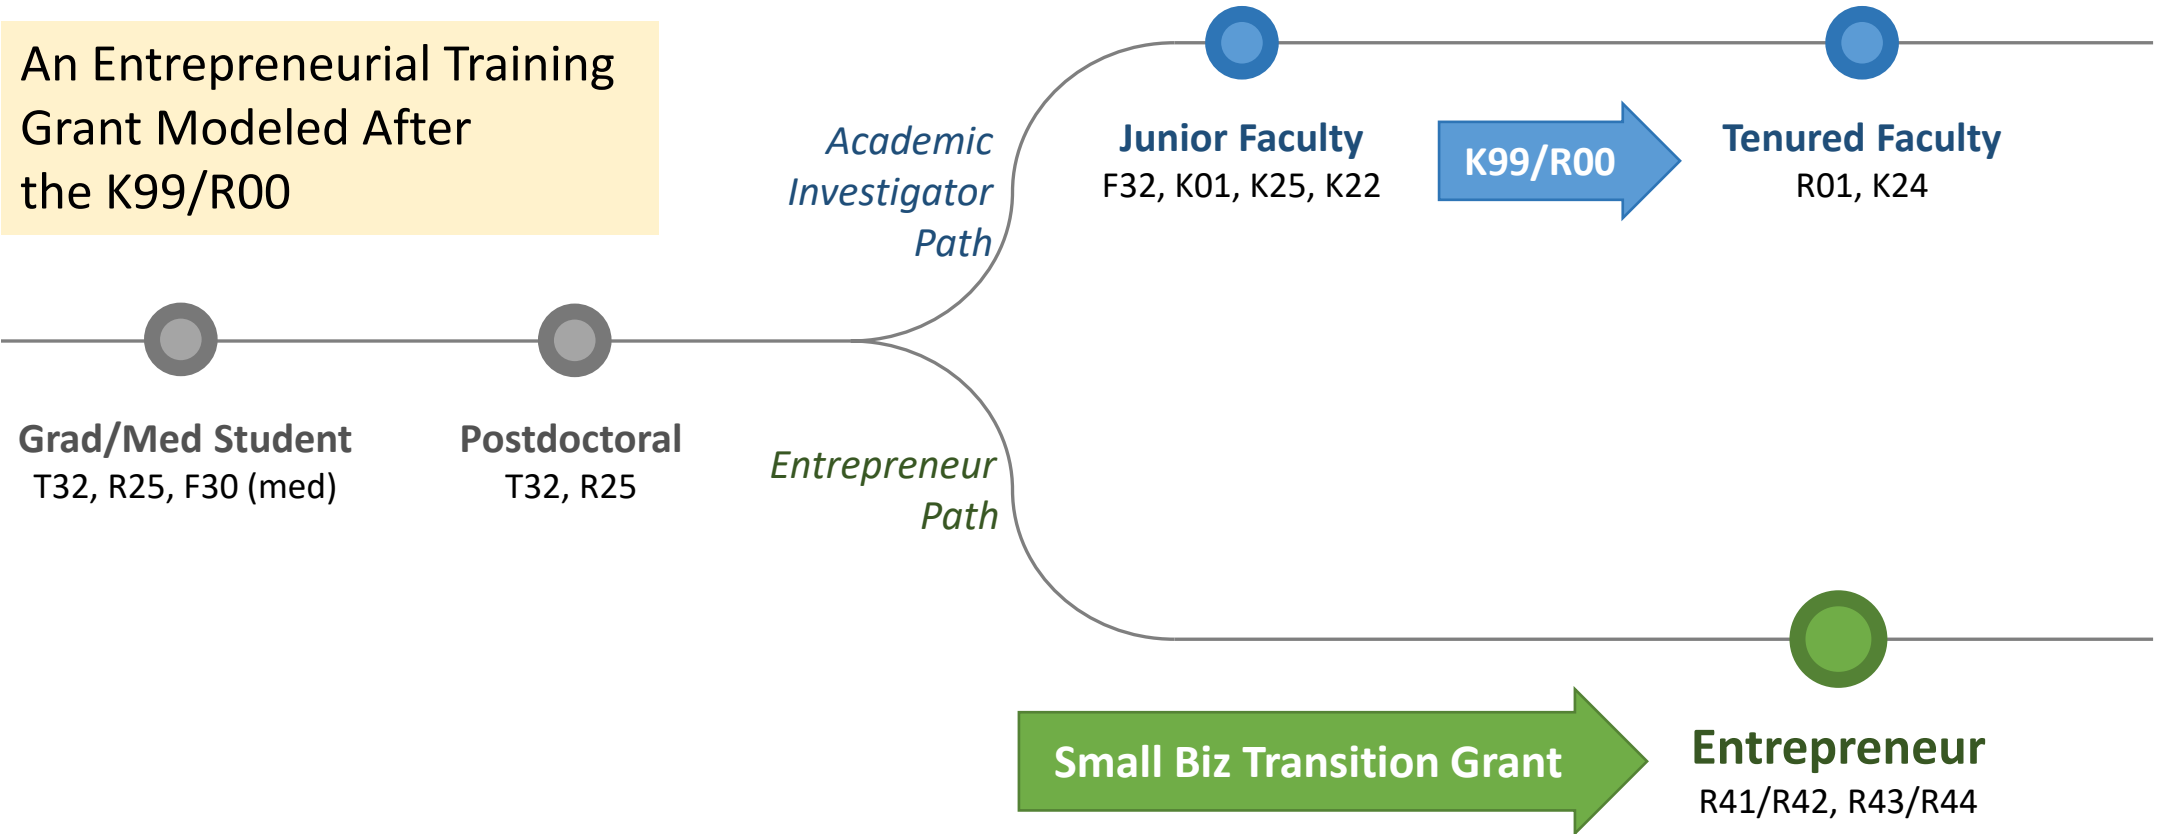 An Entrepreneurial Training
Grant Modeled After
the K99/R00
Academic
Investigator
Path
Junior Faculty
F32, K01, K25, K22
K99/R00
Tenured Faculty
R01, K24
Grad/Med Student
T32, R25, F30 (med)
Postdoctoral
T32, R25
Entrepreneur
Path
Small Biz Transition Grant
Entrepreneur
R41/R42, R43/R44